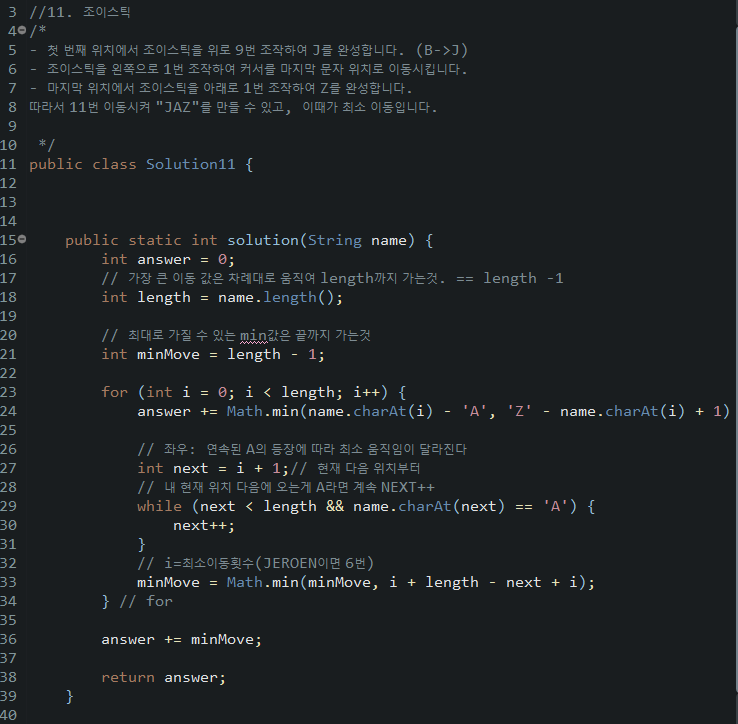 3 //11. 조이스틱
4 /*
5 - 첫 번째 위치에서 조이스틱을 위로 9번 조작하여 J를 완성합니다. (B->J)
6 - 조이스틱을 왼쪽으로 1번 조작하여 커서를 마지막 문자 위치로 이동시킵니다.
7 - 마지막 위치에서 조이스틱을 아래로 1번 조작하여 Z를 완성합니다.
8 따라서 11번 이동시켜 "JAZ"를 만들 수 있고, 이때가 최소 이동입니다.
9
10 */
11 public class Solution11 {
12
13
14
15 public static int solution(String name) {
16 int answer = 0;
17 // 가장 큰 이동 값은 차례대로 움직여 length까지 가는것. == length -1
18 int length = name.length();
19
20 // 최대로 가질 수 있는 min값은 끝까지 가는것
21 int minMove = length - 1;
22
23 for (int i = 0; i < length; i++) {
24 answer += Math.min(name.charAt(i) - 'A', 'Z' - name.charAt(i) + 1)
25
26 // 좌우: 연속된 A의 등장에 따라 최소 움직임이 달라진다
27 int next = i + 1;// 현재 다음 위치부터
28 // 내 현재 위치 다음에 오는게 A라면 계속 NEXT++
29 while (next < length && name.charAt(next) == 'A') {
30 next++;
31 }
32 // i=최소이동횟수(JEROEN이면 6번)
33 minMove = Math.min(minMove, i + length - next + i);
34 } // for
35
36 answer += minMove;
37
38 return answer;
39 }
40